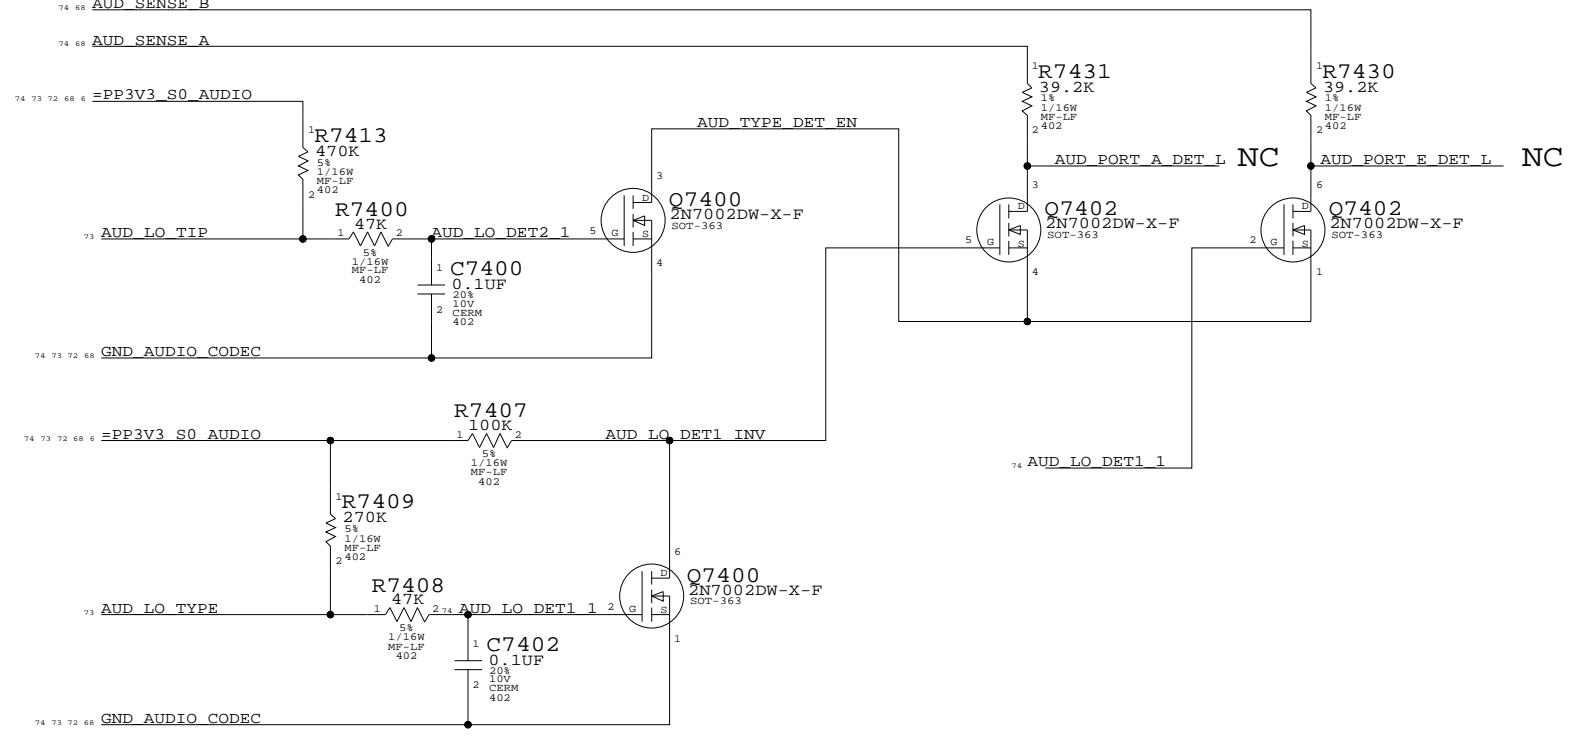 74 68 AUD_SENSE_B
74 68 AUD_SENSE_A
74 73 72 68 6 =PP3V3_S0_AUDIO
1
R7413
470K
5%
1/16W
MF-LF
402
2
R7400
47K
1 2
5%
1/16W
MF-LF
402
73 AUD_LO_TIP
AUD_LO_DET2_1
1
C7400
0.1UF
20%
10V
CERM
402
2
74 73 72 68 GND_AUDIO_CODEC
AUD_TYPE_DET_EN
3
D
Q7400
2N7002DW-X-F
SOT-363
5 G S
4
1
R7431
39.2K
1%
1/16W
MF-LF
402
2
AUD_PORT_A_DET_L NC
3
D
Q7402
2N7002DW-X-F
SOT-363
5 G S
4
1
R7430
39.2K
1%
1/16W
MF-LF
402
2
AUD_PORT_E_DET_L NC
6
D
Q7402
2N7002DW-X-F
SOT-363
2 G S
1
74 AUD_LO_DET1_1
74 73 72 68 6 =PP3V3_S0_AUDIO
R7407
100K
1 2
5%
1/16W
MF-LF
402
AUD_LO_DET1_INV
1
R7409
270K
5%
1/16W
MF-LF
402
2
73 AUD_LO_TYPE
R7408
47K
1 2
5%
1/16W
MF-LF
402
74 AUD_LO_DET1_1
6
D
Q7400
2N7002DW-X-F
SOT-363
2 G S
1
1
C7402
0.1UF
20%
10V
CERM
402
2
74 73 72 68 GND_AUDIO_CODEC